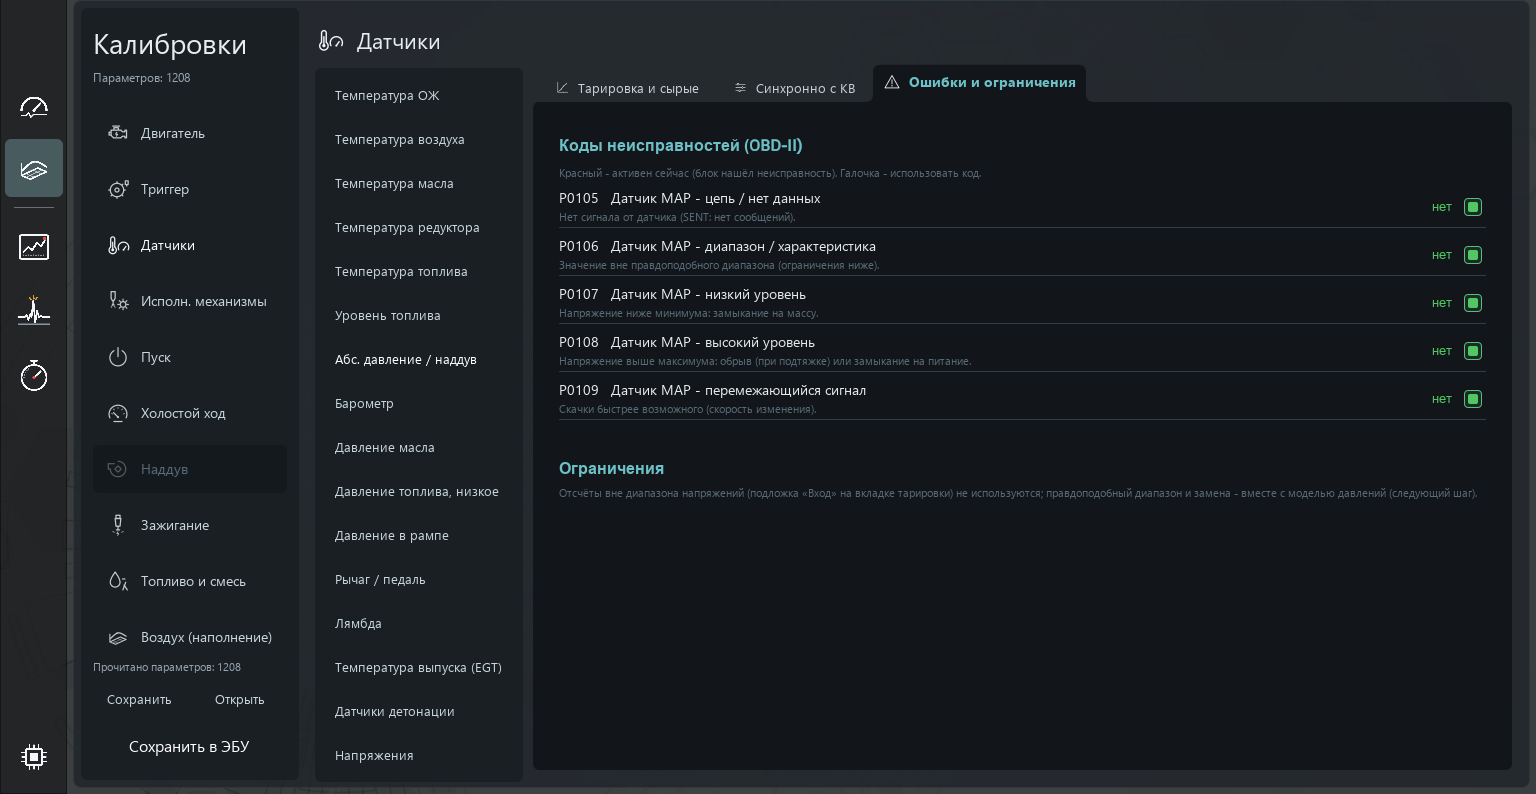 Калибровки
Параметров: 1208
Двигатель
Триггер
Датчики
Исполн. механизмы
Пуск
Холостой ход
Наддув
Зажигание
Топливо и смесь
Воздух (наполнение)
Прочитано параметров: 1208
Сохранить Открыть
Сохранить в ЭБУ
Датчики
Температура ОЖ
Температура воздуха
Температура масла
Температура редуктора
Температура топлива
Уровень топлива
Абс. давление / наддув
Барометр
Давление масла
Давление топлива, низкое
Давление в рампе
Рычаг / педаль
Лямбда
Температура выпуска (EGT)
Датчики детонации
Напряжения
Тарировка и сырые Синхронно с КВ Ошибки и ограничения
Коды неисправностей (OBD-II)
Красный - активен сейчас (блок нашёл неисправность). Галочка - использовать код.
P0105 Датчик MAP - цепь / нет данных нет
Нет сигнала от датчика (SENT: нет сообщений).
P0106 Датчик MAP - диапазон / характеристика нет
Значение вне правдоподобного диапазона (ограничения ниже).
P0107 Датчик MAP - низкий уровень нет
Напряжение ниже минимума: замыкание на массу.
P0108 Датчик MAP - высокий уровень нет
Напряжение выше максимума: обрыв (при подтяжке) или замыкание на питание.
P0109 Датчик MAP - перемежающийся сигнал нет
Скачки быстрее возможного (скорость изменения).
Ограничения
Отсчёты вне диапазона напряжений (подложка «Вход» на вкладке тарировки) не используются; правдоподобный диапазон и замена - вместе с моделью давлений (следующий шаг).